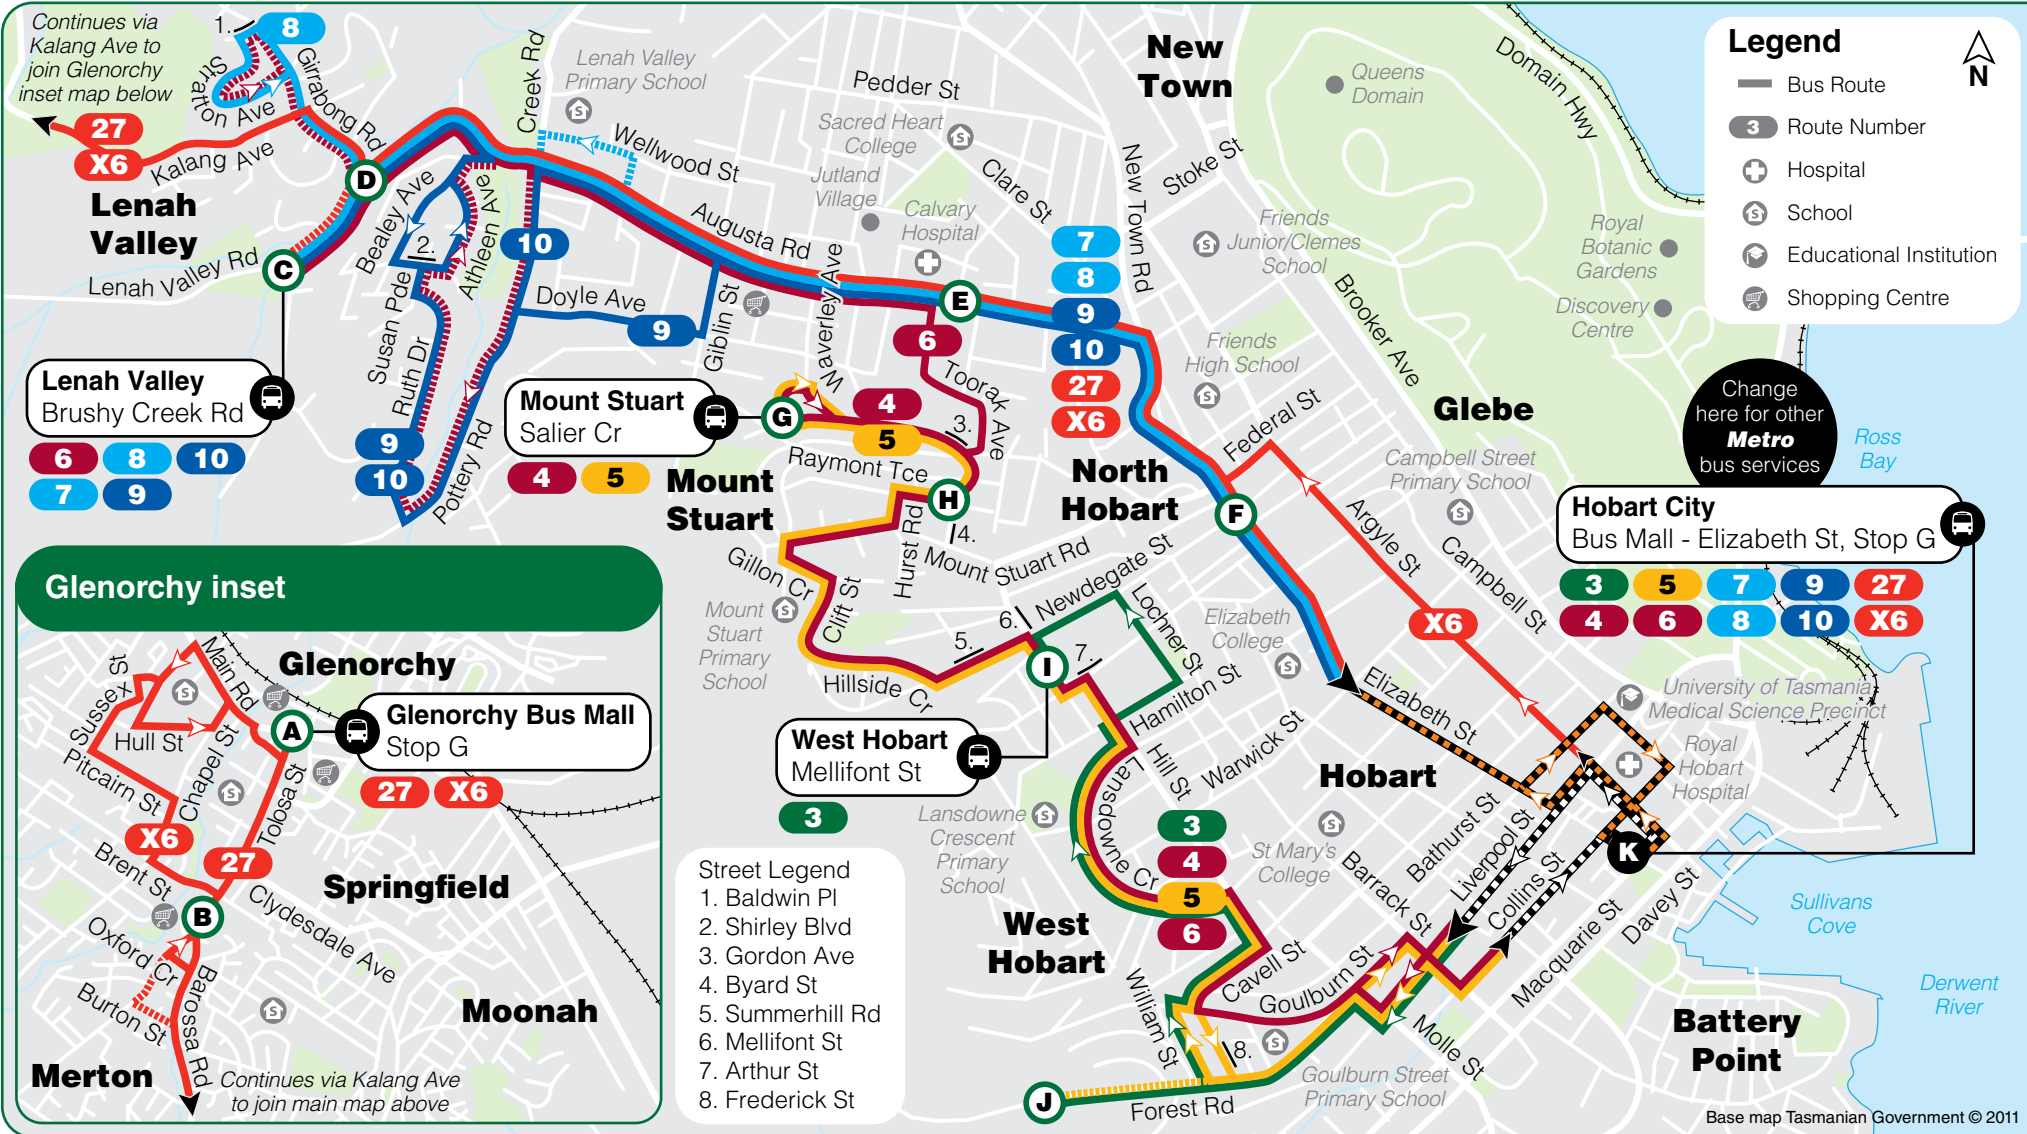 Continues via
Kalang Ave to
join Glenorchy
inset map below
1.
8
Stratton Ave
Girrabong Rd
27
X6
Kalang Ave
Lenah
Valley
D
Lenah Valley Rd
C
Creek Rd
Lenah Valley
Primary School
Wellwood St
Pedder St
Sacred Heart
College
Jutland
Village
Calvary
Hospital
Clare St
New
Town
Stoke St
New Town Rd
Queens
Domain
Domain Hwy
Legend
N
Bus Route
3 Route Number
Hospital
School
Educational Institution
Shopping Centre
Bealey Ave
2.
Athleen Ave
10
Augusta Rd
Susan Pde
Ruth Dr
Doyle Ave
9
Giblin St
Waverley Ave
E
7
8
9
10
27
X6
Friends
Junior/Clemes
School
Friends
High School
Brooker Ave
Royal
Botanic
Gardens
Discovery
Centre
Lenah Valley
Brushy Creek Rd
6 8 10
7 9
9
10
Pottery Rd
Mount Stuart
Salier Cr
4 5
G
4
5
6
Toorak Ave
3.
Raymont Tce
Mount
Stuart
H
4.
Hurst Rd
Mount Stuart Rd
Gillon Cr
Clift St
Mount
Stuart
Primary
School
Hillside Cr
5.
6.
Newdegate St
I
7.
Lochner St
Hamilton St
North
Hobart
F
Federal St
Glebe
Argyle St
Campbell St
Campbell Street
Primary School
X6
Elizabeth
College
Elizabeth St
Change
here for other
Metro
bus services
Ross
Bay
Hobart City
Bus Mall - Elizabeth St, Stop G
3 5 7 9 27
4 6 8 10 X6
University of Tasmania
Medical Science Precinct
Royal
Hobart
Hospital
Glenorchy inset
Glenorchy
Sussex St
Main Rd
Hull St
Chapel St
Pitcairn St
A
Tolosa St
Glenorchy Bus Mall
Stop G
27 X6
X6
27
Brent St
B
Springfield
Clydesdale Ave
Oxford Cr
Burton St
Barossa Rd
Moonah
Merton
Continues via Kalang Ave
to join main map above
West Hobart
Mellifont St
3
Lansdowne
Crescent
Primary
School
Street Legend
1. Baldwin Pl
2. Shirley Blvd
3. Gordon Ave
4. Byard St
5. Summerhill Rd
6. Mellifont St
7. Arthur St
8. Frederick St
Hill St
Warwick St
Lansdowne Cr
3
4
5
6
Hobart
St Mary's
College
Bathurst St
Liverpool St
Collins St
Barrack St
K
Davey St
Macquarie St
West
Hobart
Cavell St
Goulburn St
William St
8.
Molle St
Goulburn Street
Primary School
J
Forest Rd
Battery
Point
Sullivans
Cove
Derwent
River
Base map Tasmanian Government © 2011